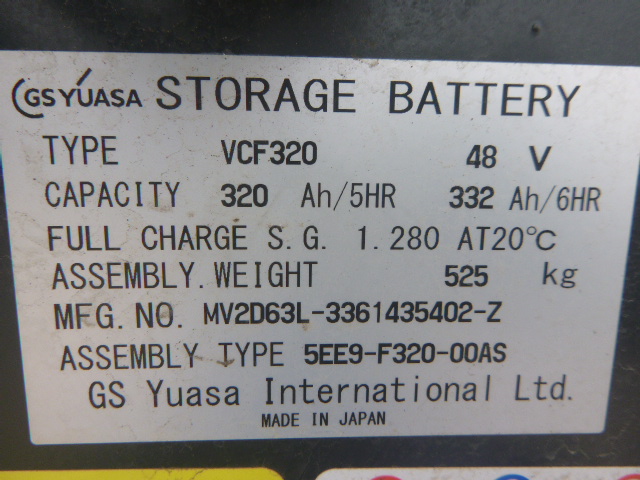 GS YUASA STORAGE BATTERY
TYPE VCF320 48 V
CAPACITY 320 Ah/5HR 332 Ah/6HR
FULL CHARGE S.G. 1.280 AT20℃
ASSEMBLY.WEIGHT 525 kg
MFG.NO. MV2D63L-3361435402-Z
ASSEMBLY TYPE 5EE9-F320-00AS
GS Yuasa International Ltd.
MADE IN JAPAN